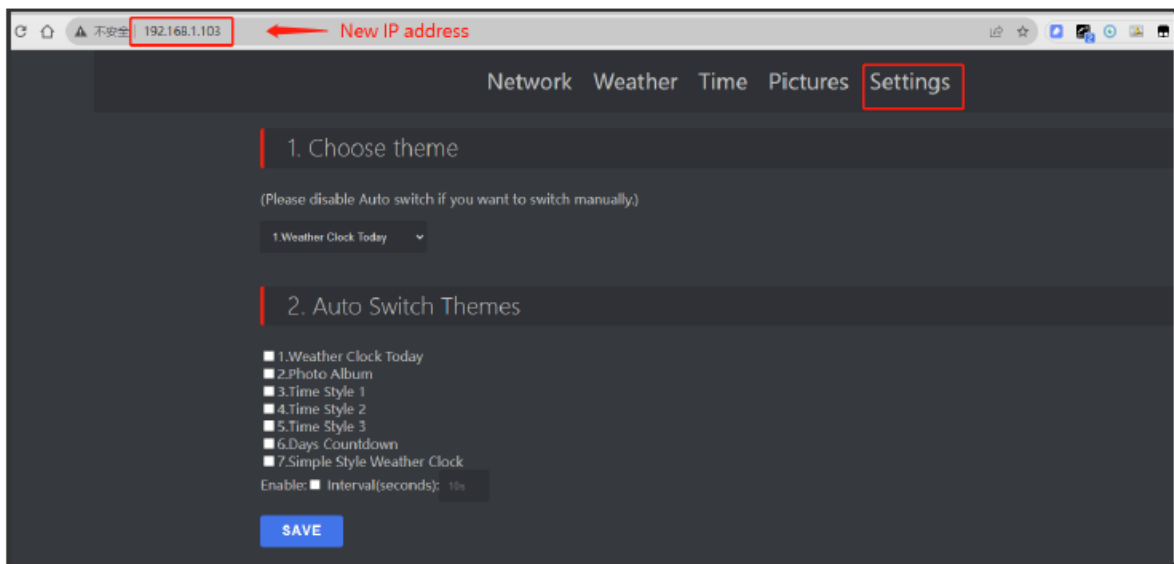 不安全 192.168.1.103 New IP address
Network Weather Time Pictures Settings
1. Choose theme
(Please disable Auto switch if you want to switch manually.)
1.Weather Clock Today
2. Auto Switch Themes
1.Weather Clock Today
2.Photo Album
3.Time Style 1
4.Time Style 2
5.Time Style 3
6.Days Countdown
7.Simple Style Weather Clock
Enable: Interval(seconds): 10s
SAVE